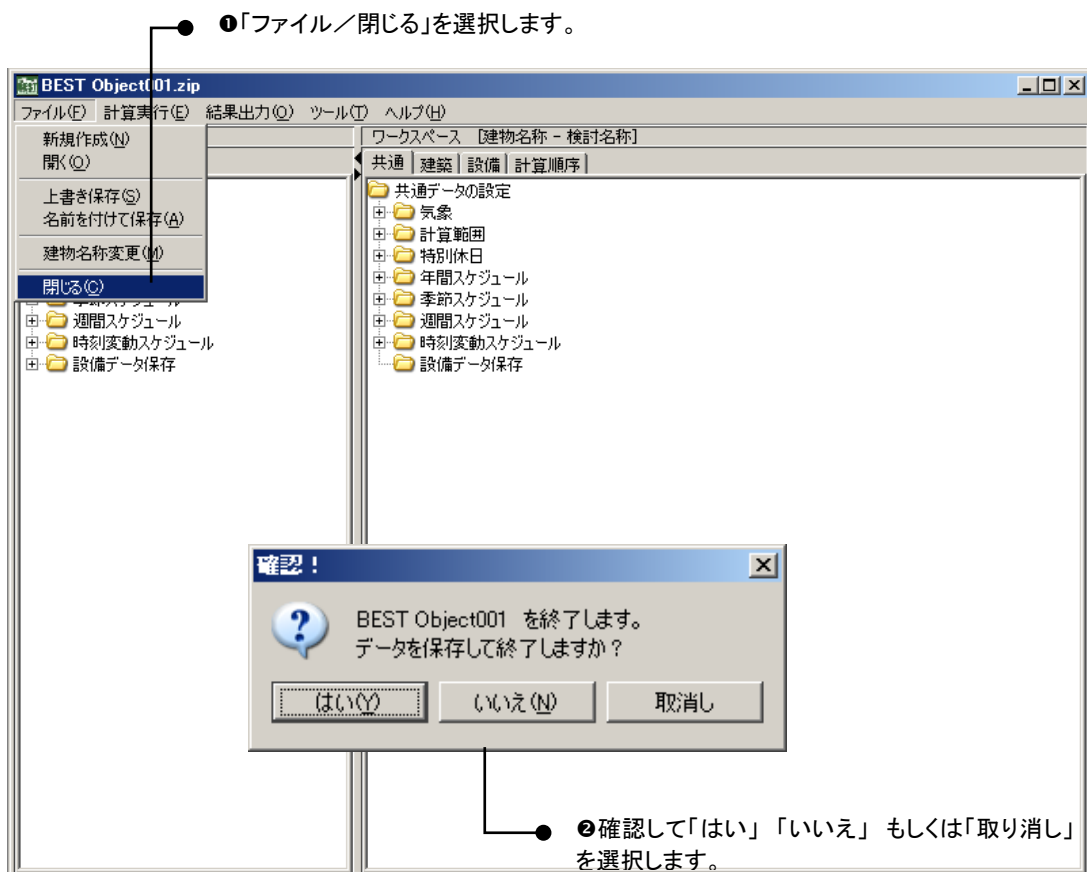 ❶「ファイル／閉じる」を選択します。
BEST Object001.zip
ファイル(F) 計算実行(E) 結果出力(O) ツール(T) ヘルプ(H)
新規作成(N)
開く(O)
上書き保存(S)
名前を付けて保存(A)
建物名称変更(M)
閉じる(C)
季節スケジュール
週間スケジュール
時刻変動スケジュール
設備データ保存
ワークスペース [建物名称 - 検討名称]
共通 建築 設備 計算順序
共通データの設定
気象
計算範囲
特別休日
年間スケジュール
季節スケジュール
週間スケジュール
時刻変動スケジュール
設備データ保存
確認！
BEST Object001 を終了します。
データを保存して終了しますか？
はい(Y) いいえ(N) 取消し
❷確認して「はい」「いいえ」 もしくは「取り消し」
を選択します。